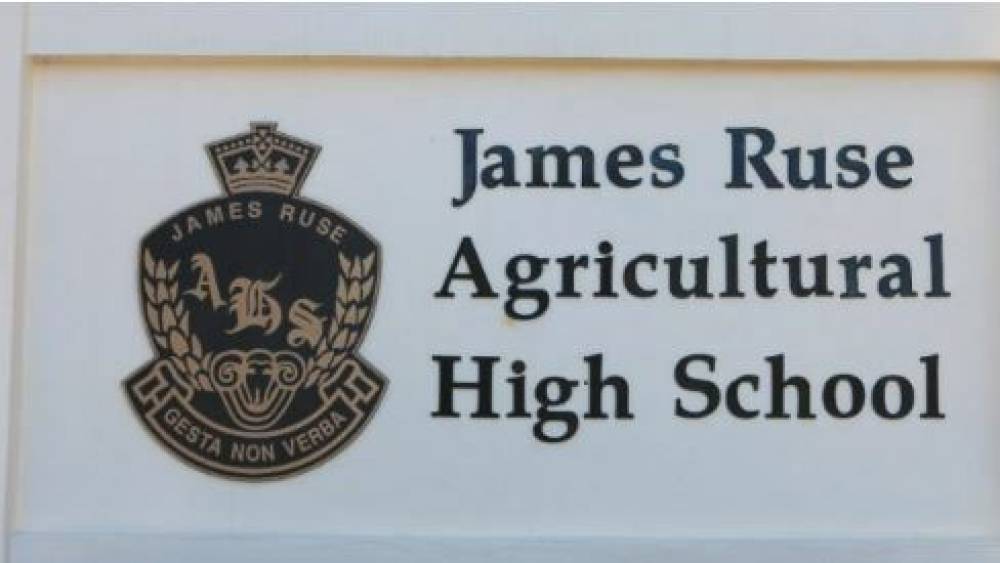 JAMES RUSE
AHS
GESTA NON VERBA
James Ruse
Agricultural
High School